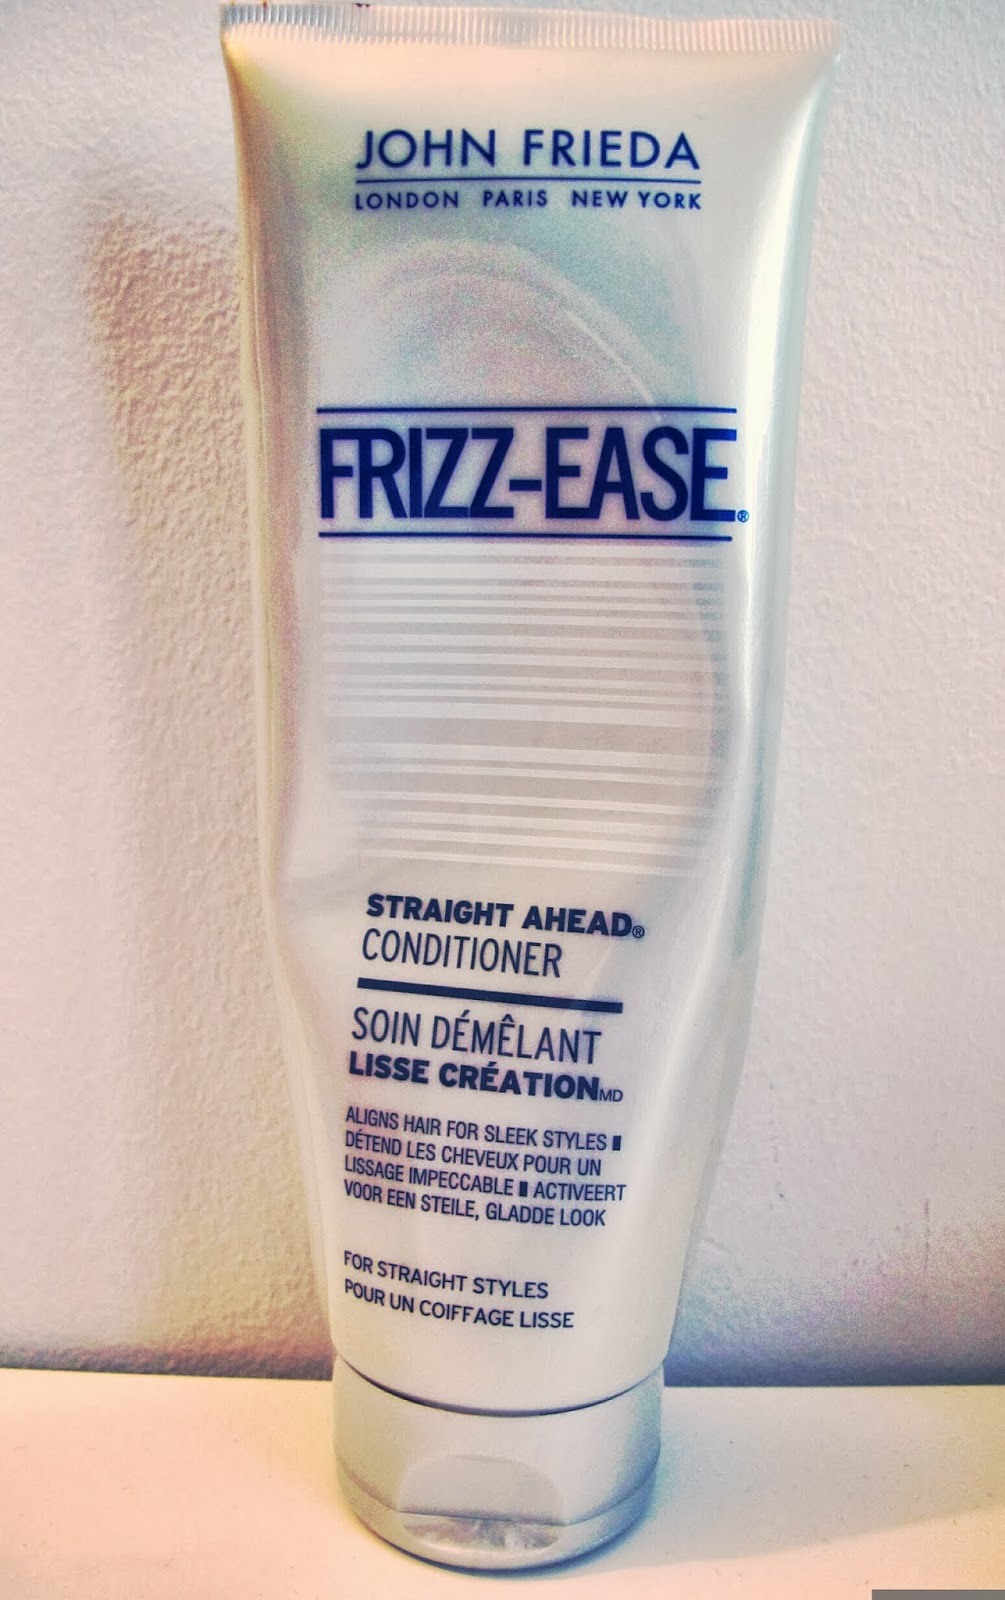 JOHN FRIEDA
LONDON PARIS NEW YORK
FRIZZ-EASE®
STRAIGHT AHEAD®
CONDITIONER
SOIN DÉMÊLANT
LISSE CRÉATION MD
ALIGNS HAIR FOR SLEEK STYLES ▮
DÉTEND LES CHEVEUX POUR UN
LISSAGE IMPECCABLE ▮ ACTIVEERT
VOOR EEN STEILE, GLADDE LOOK
FOR STRAIGHT STYLES
POUR UN COIFFAGE LISSE